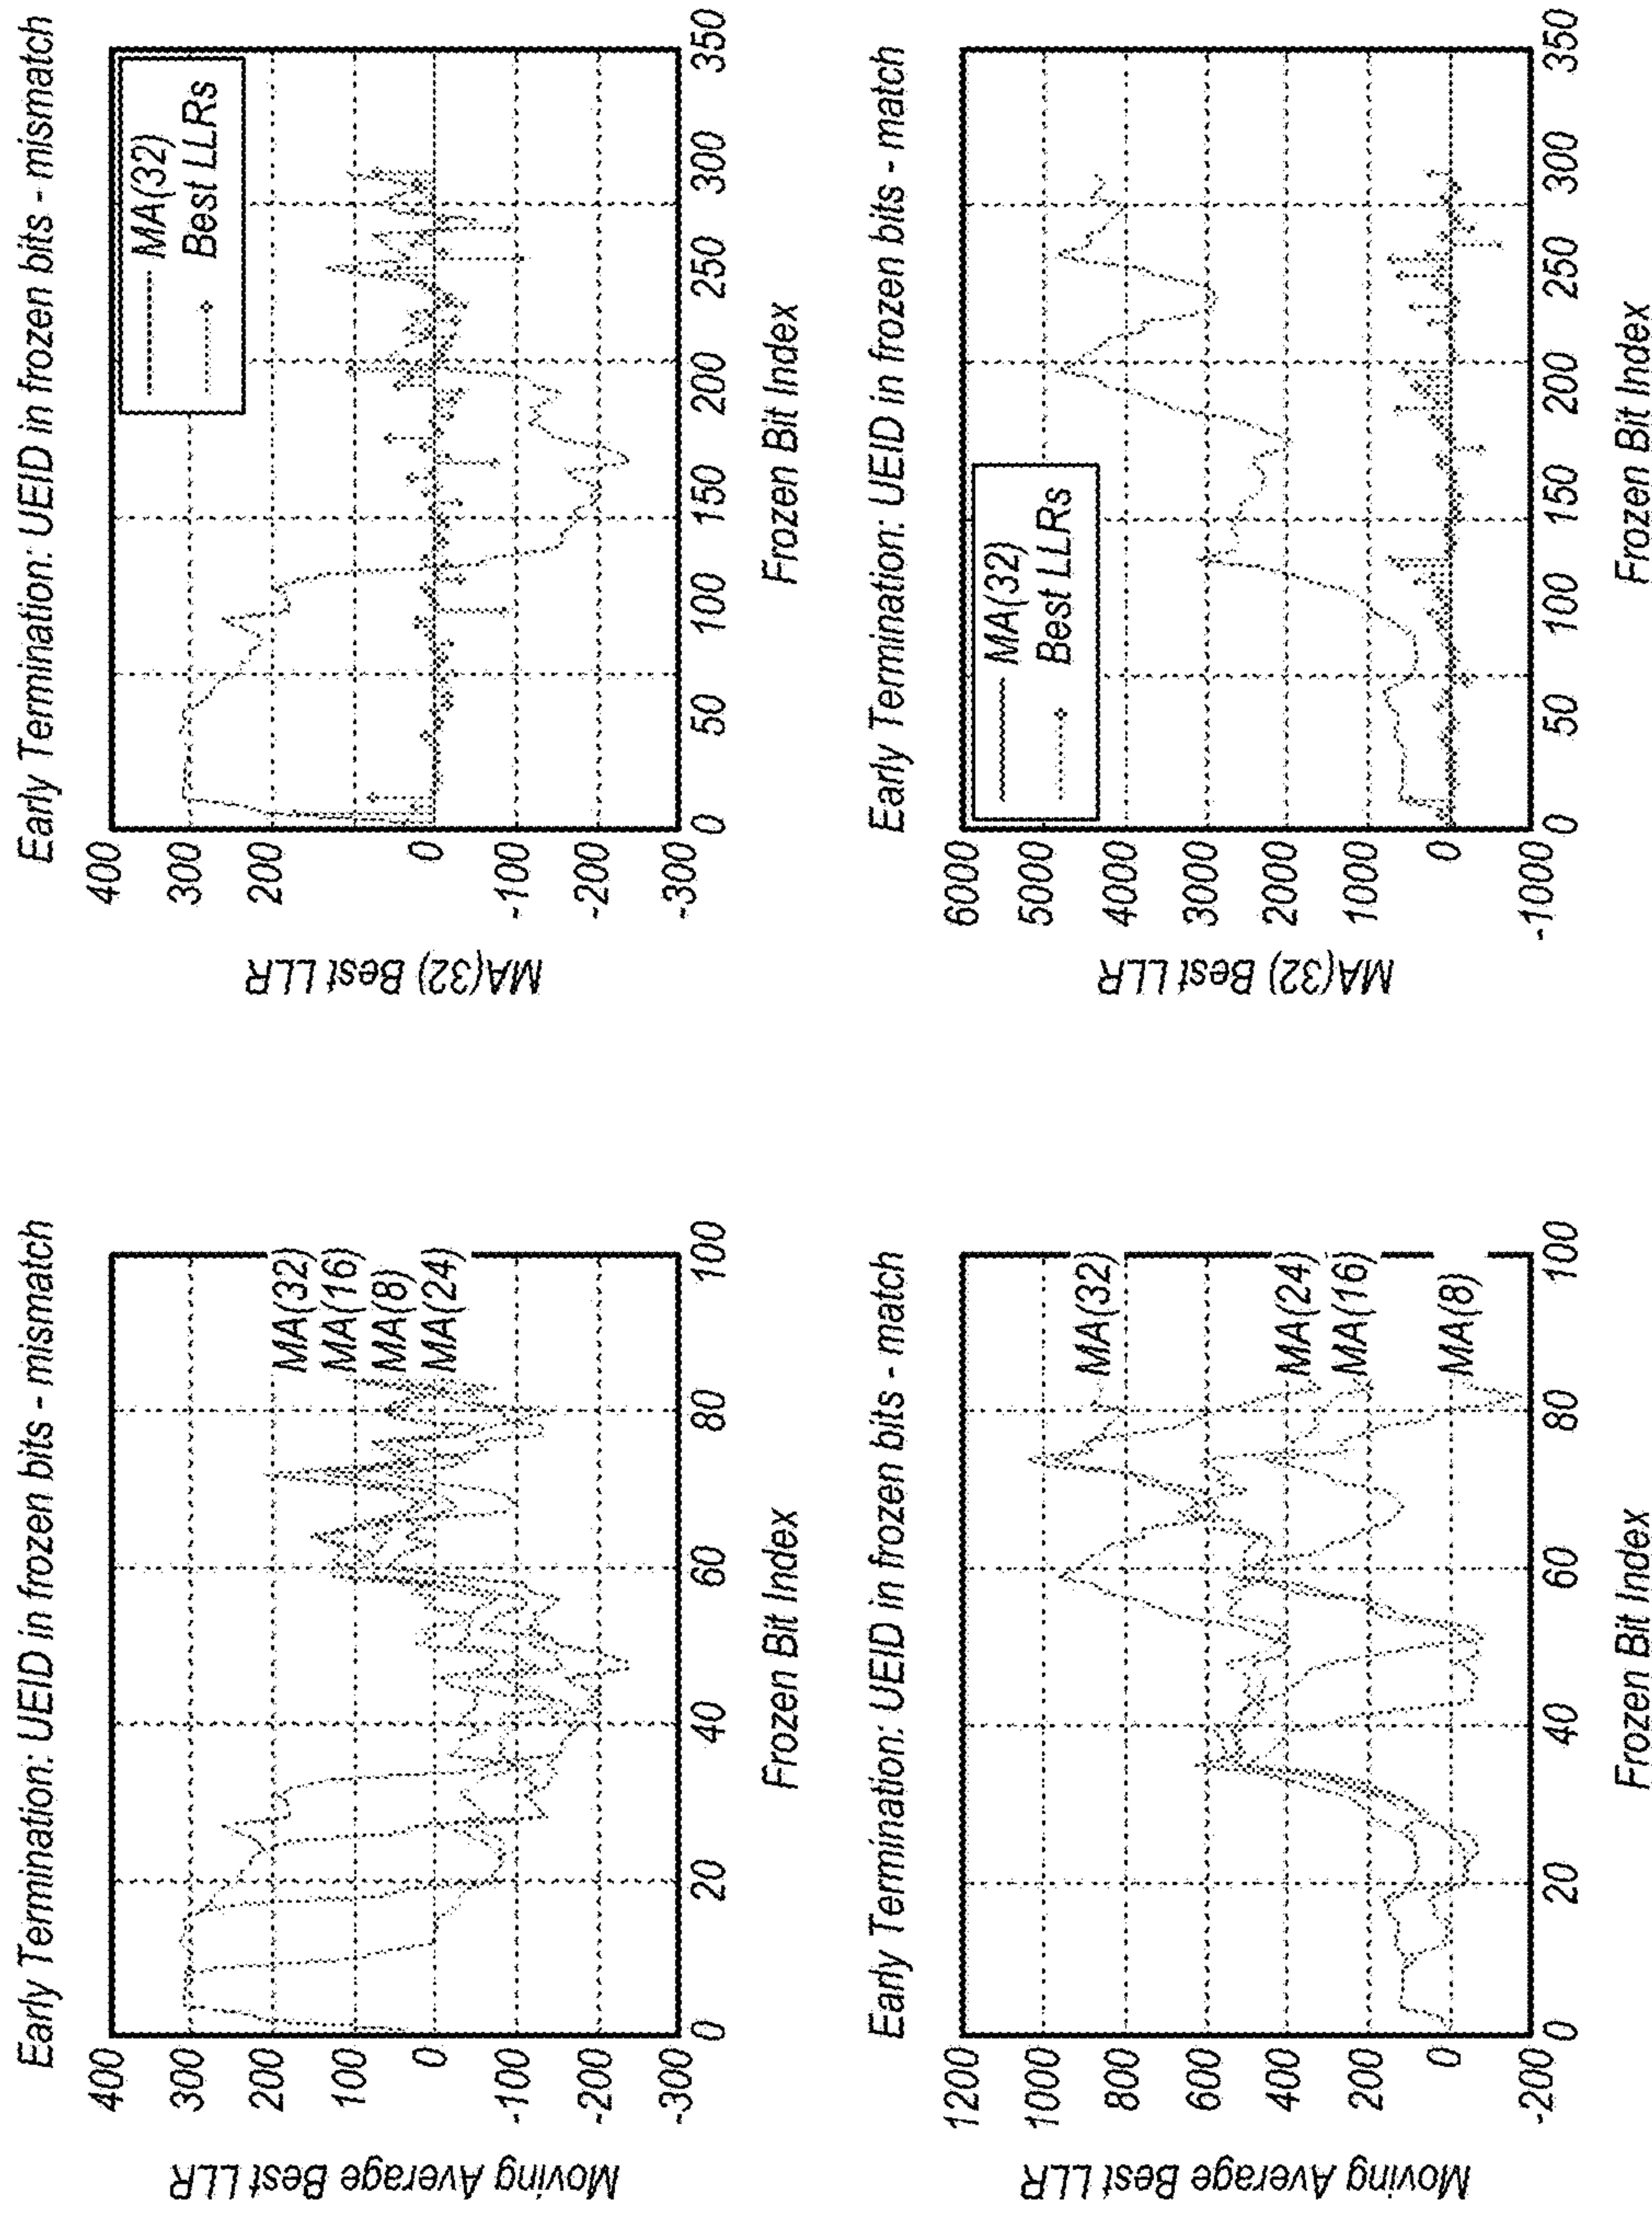 Early Termination: UEID in frozen bits - mismatch
Moving Average Best LLR
400
300
200
100
0
-100
-200
-300
MA(32)
MA(16)
MA(8)
MA(24)
0 20 40 60 80 100
Frozen Bit Index
Early Termination: UEID in frozen bits - mismatch
MA(32) Best LLR
400
300
200
0
-100
-200
-300
MA(32)
Best LLRs
0 50 100 150 200 250 300 350
Frozen Bit Index
Early Termination: UEID in frozen bits - match
Moving Average Best LLR
1200
1000
800
600
400
200
0
-200
MA(32)
MA(24)
MA(16)
MA(8)
0 20 40 60 80 100
Frozen Bit Index
Early Termination: UEID in frozen bits - match
MA(32) Best LLR
6000
5000
4000
3000
2000
1000
0
-1000
MA(32)
Best LLRs
0 50 100 150 200 250 300 350
Frozen Bit Index